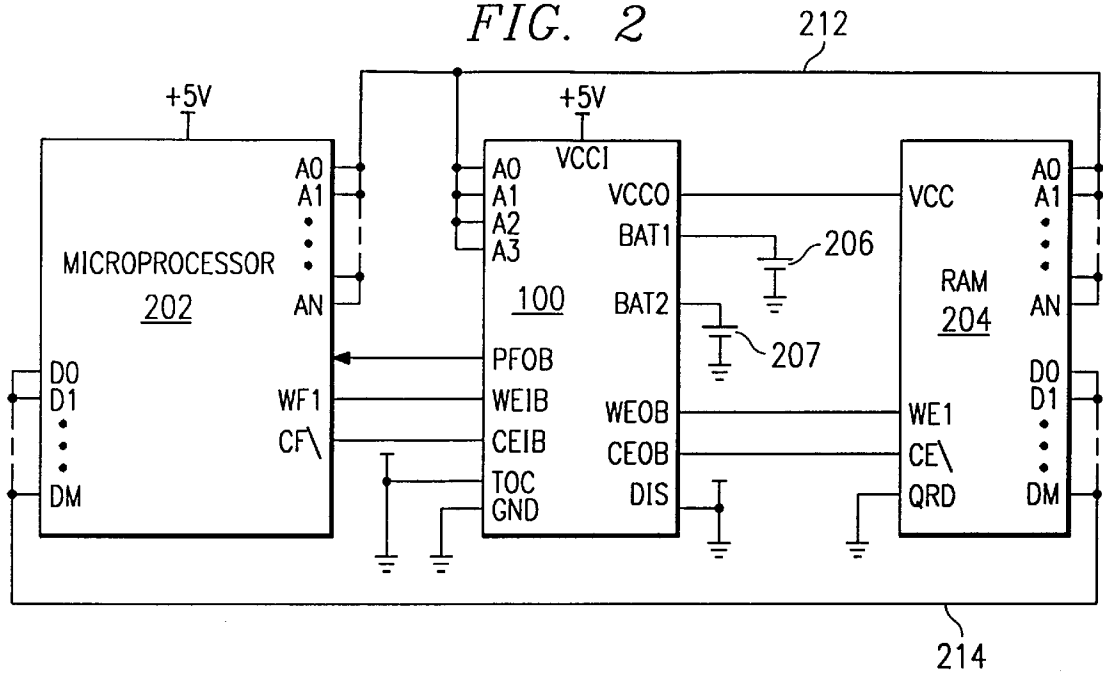 FIG. 2
212
+5V
MICROPROCESSOR
202
A0
A1
AN
D0
D1
DM
WF1
CF\
+5V
VCCI
A0
A1
A2
A3
100
PFOB
WEIB
CEIB
TOC
GND
VCCO
BAT1
BAT2
WEOB
CEOB
DIS
206
207
VCC
RAM
204
WE1
CE\
QRD
A0
A1
AN
D0
D1
DM
214